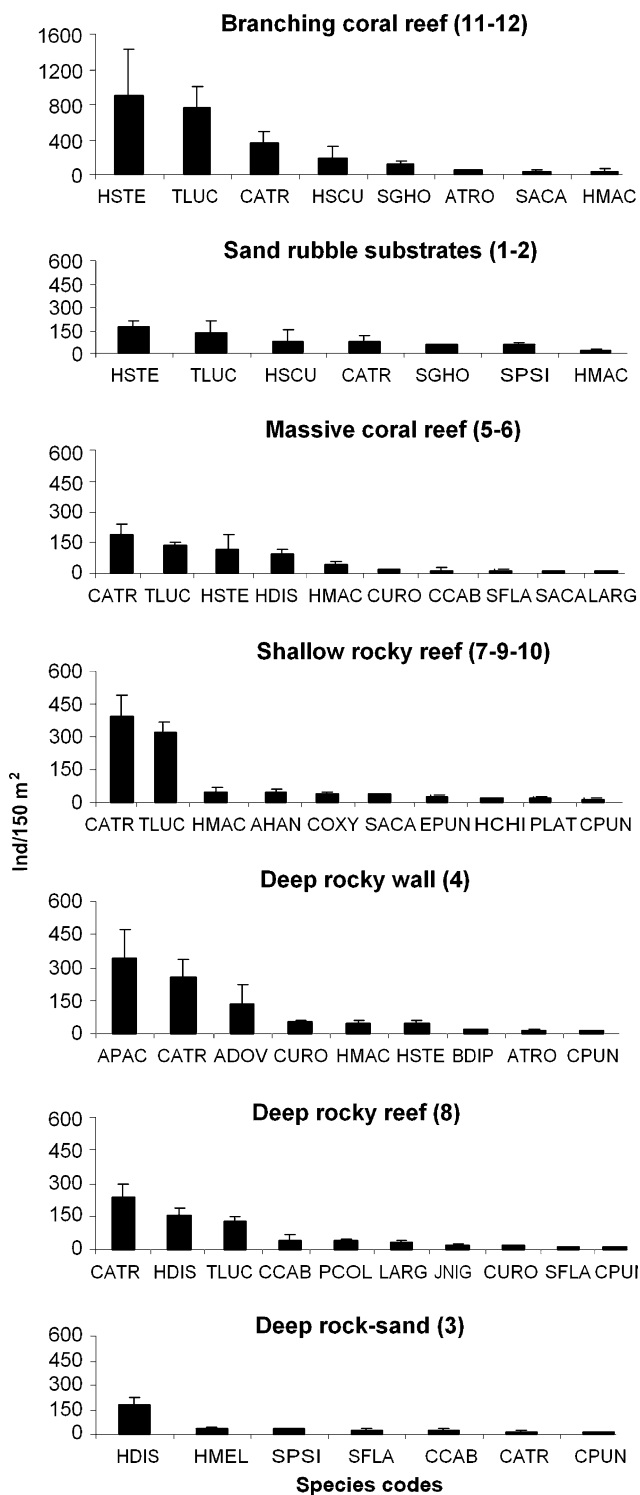 Branching coral reef (11-12)
1600
1200
800
400
0
HSTE TLUC CATR HSCU SGHO ATRO SACA HMAC
Sand rubble substrates (1-2)
600
450
300
150
0
HSTE TLUC HSCU CATR SGHO SPSI HMAC
Massive coral reef (5-6)
600
450
300
150
0
CATR TLUC HSTE HDIS HMAC CURO CCAB SFLA SACA LARG
Shallow rocky reef (7-9-10)
600
450
300
150
0
CATR TLUC HMAC AHAN COXY SACA EPUN HCHI PLAT CPUN
Ind/150 m²
Deep rocky wall (4)
600
450
300
150
0
APAC CATR ADOV CURO HMAC HSTE BDIP ATRO CPUN
Deep rocky reef (8)
600
450
300
150
0
CATR HDIS TLUC CCAB PCOL LARG JNIG CURO SFLA CPUN
Deep rock-sand (3)
600
450
300
150
0
HDIS HMEL SPSI SFLA CCAB CATR CPUN
Species codes